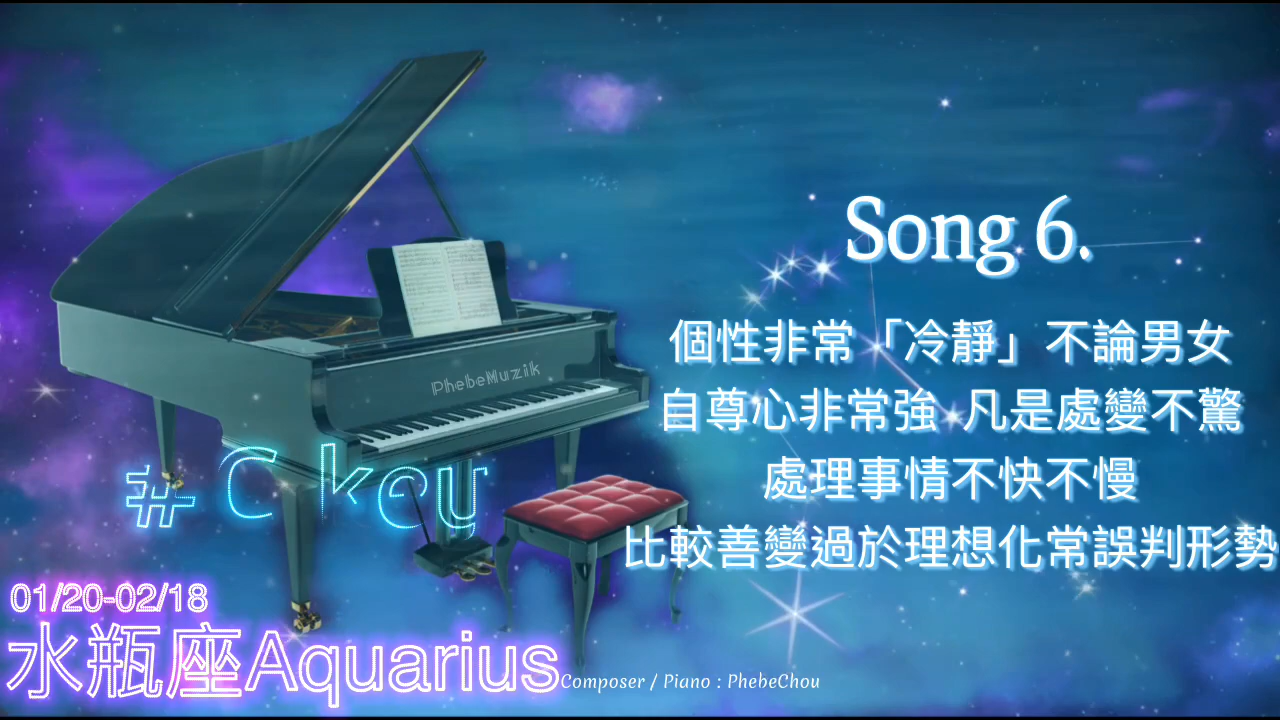 Song 6.
個性非常「冷靜」不論男女
自尊心非常強 凡是處變不驚
處理事情不快不慢
比較善變過於理想化常誤判形勢
PhebeMuzik
# C key
01/20-02/18
水瓶座Aquarius
Composer / Piano : PhebeChou